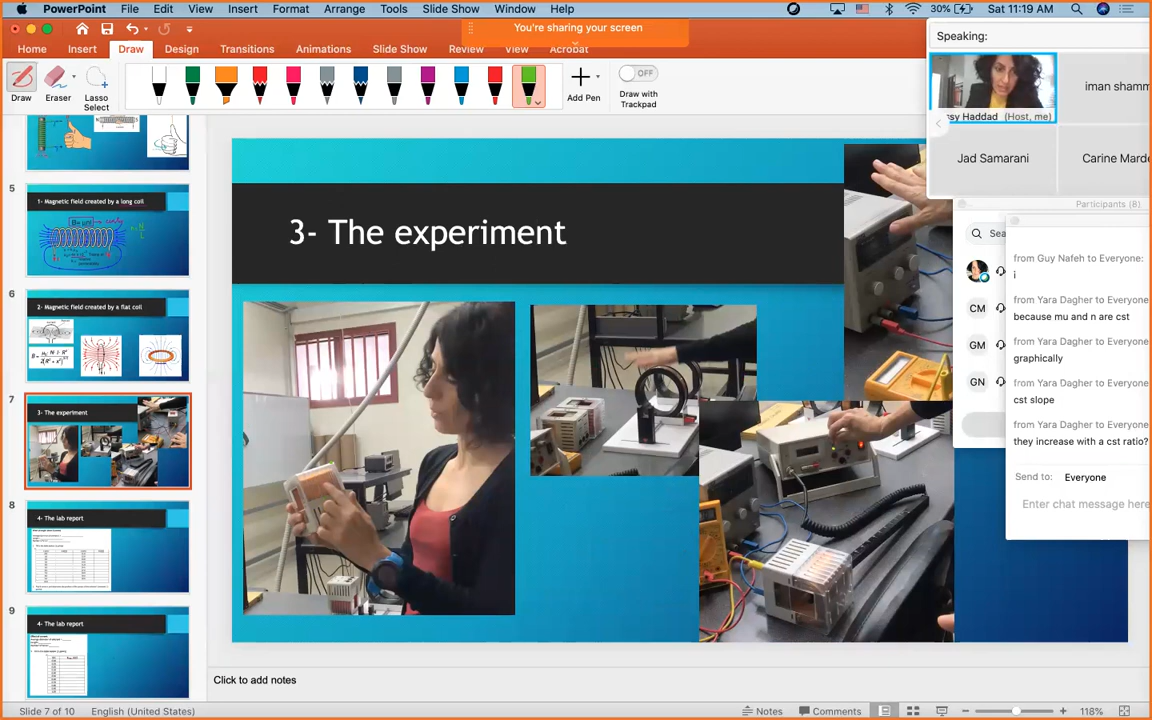 PowerPoint File Edit View Insert Format Arrange Tools Slide Show Window Help 30% Sat 11:19 AM
You're sharing your screen
Home Insert Draw Design Transitions Animations Slide Show Review View Acrobat
Draw Eraser Lasso Select Add Pen OFF Draw with Trackpad
Speaking:
iman shamm
ssy Haddad (Host, me)
Jad Samarani Carine Marde
Participants (8)
Sea
CM
GM
GN
from Guy Nafeh to Everyone:
i
from Yara Dagher to Everyone
because mu and n are cst
from Yara Dagher to Everyone
graphically
from Yara Dagher to Everyone
cst slope
from Yara Dagher to Everyone
they increase with a cst ratio?
Send to: Everyone
Enter chat message here
5
1- Magnetic field created by a long coil
6
2- Magnetic field created by a flat coil
7
3- The experiment
8
4- The lab report
9
4- The lab report
3- The experiment
Click to add notes
Slide 7 of 10 English (United States) Notes Comments 118%